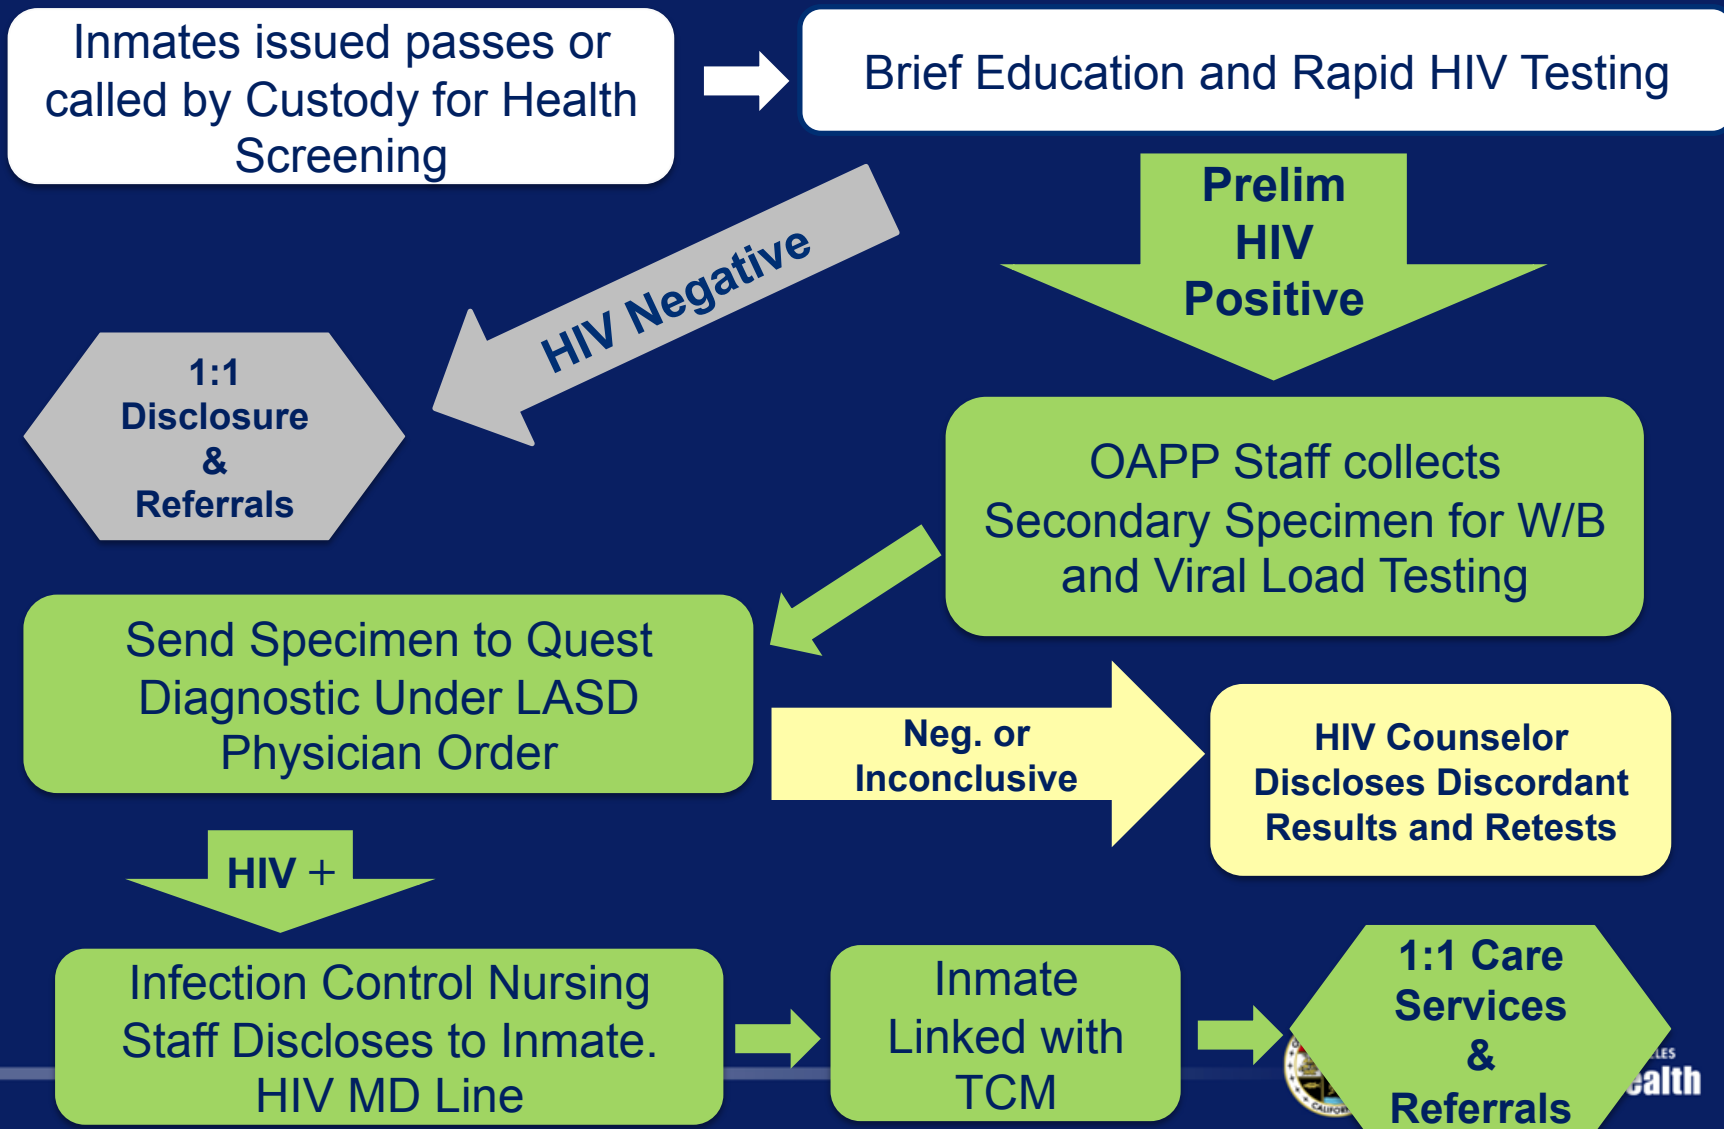 Inmates issued passes or
called by Custody for Health
Screening
Brief Education and Rapid HIV Testing
HIV Negative
Prelim
HIV
Positive
1:1
Disclosure
&
Referrals
OAPP Staff collects
Secondary Specimen for W/B
and Viral Load Testing
Send Specimen to Quest
Diagnostic Under LASD
Physician Order
Neg. or
Inconclusive
HIV Counselor
Discloses Discordant
Results and Retests
HIV +
Infection Control Nursing
Staff Discloses to Inmate.
HIV MD Line
Inmate
Linked with
TCM
1:1 Care
Services
&
Referrals